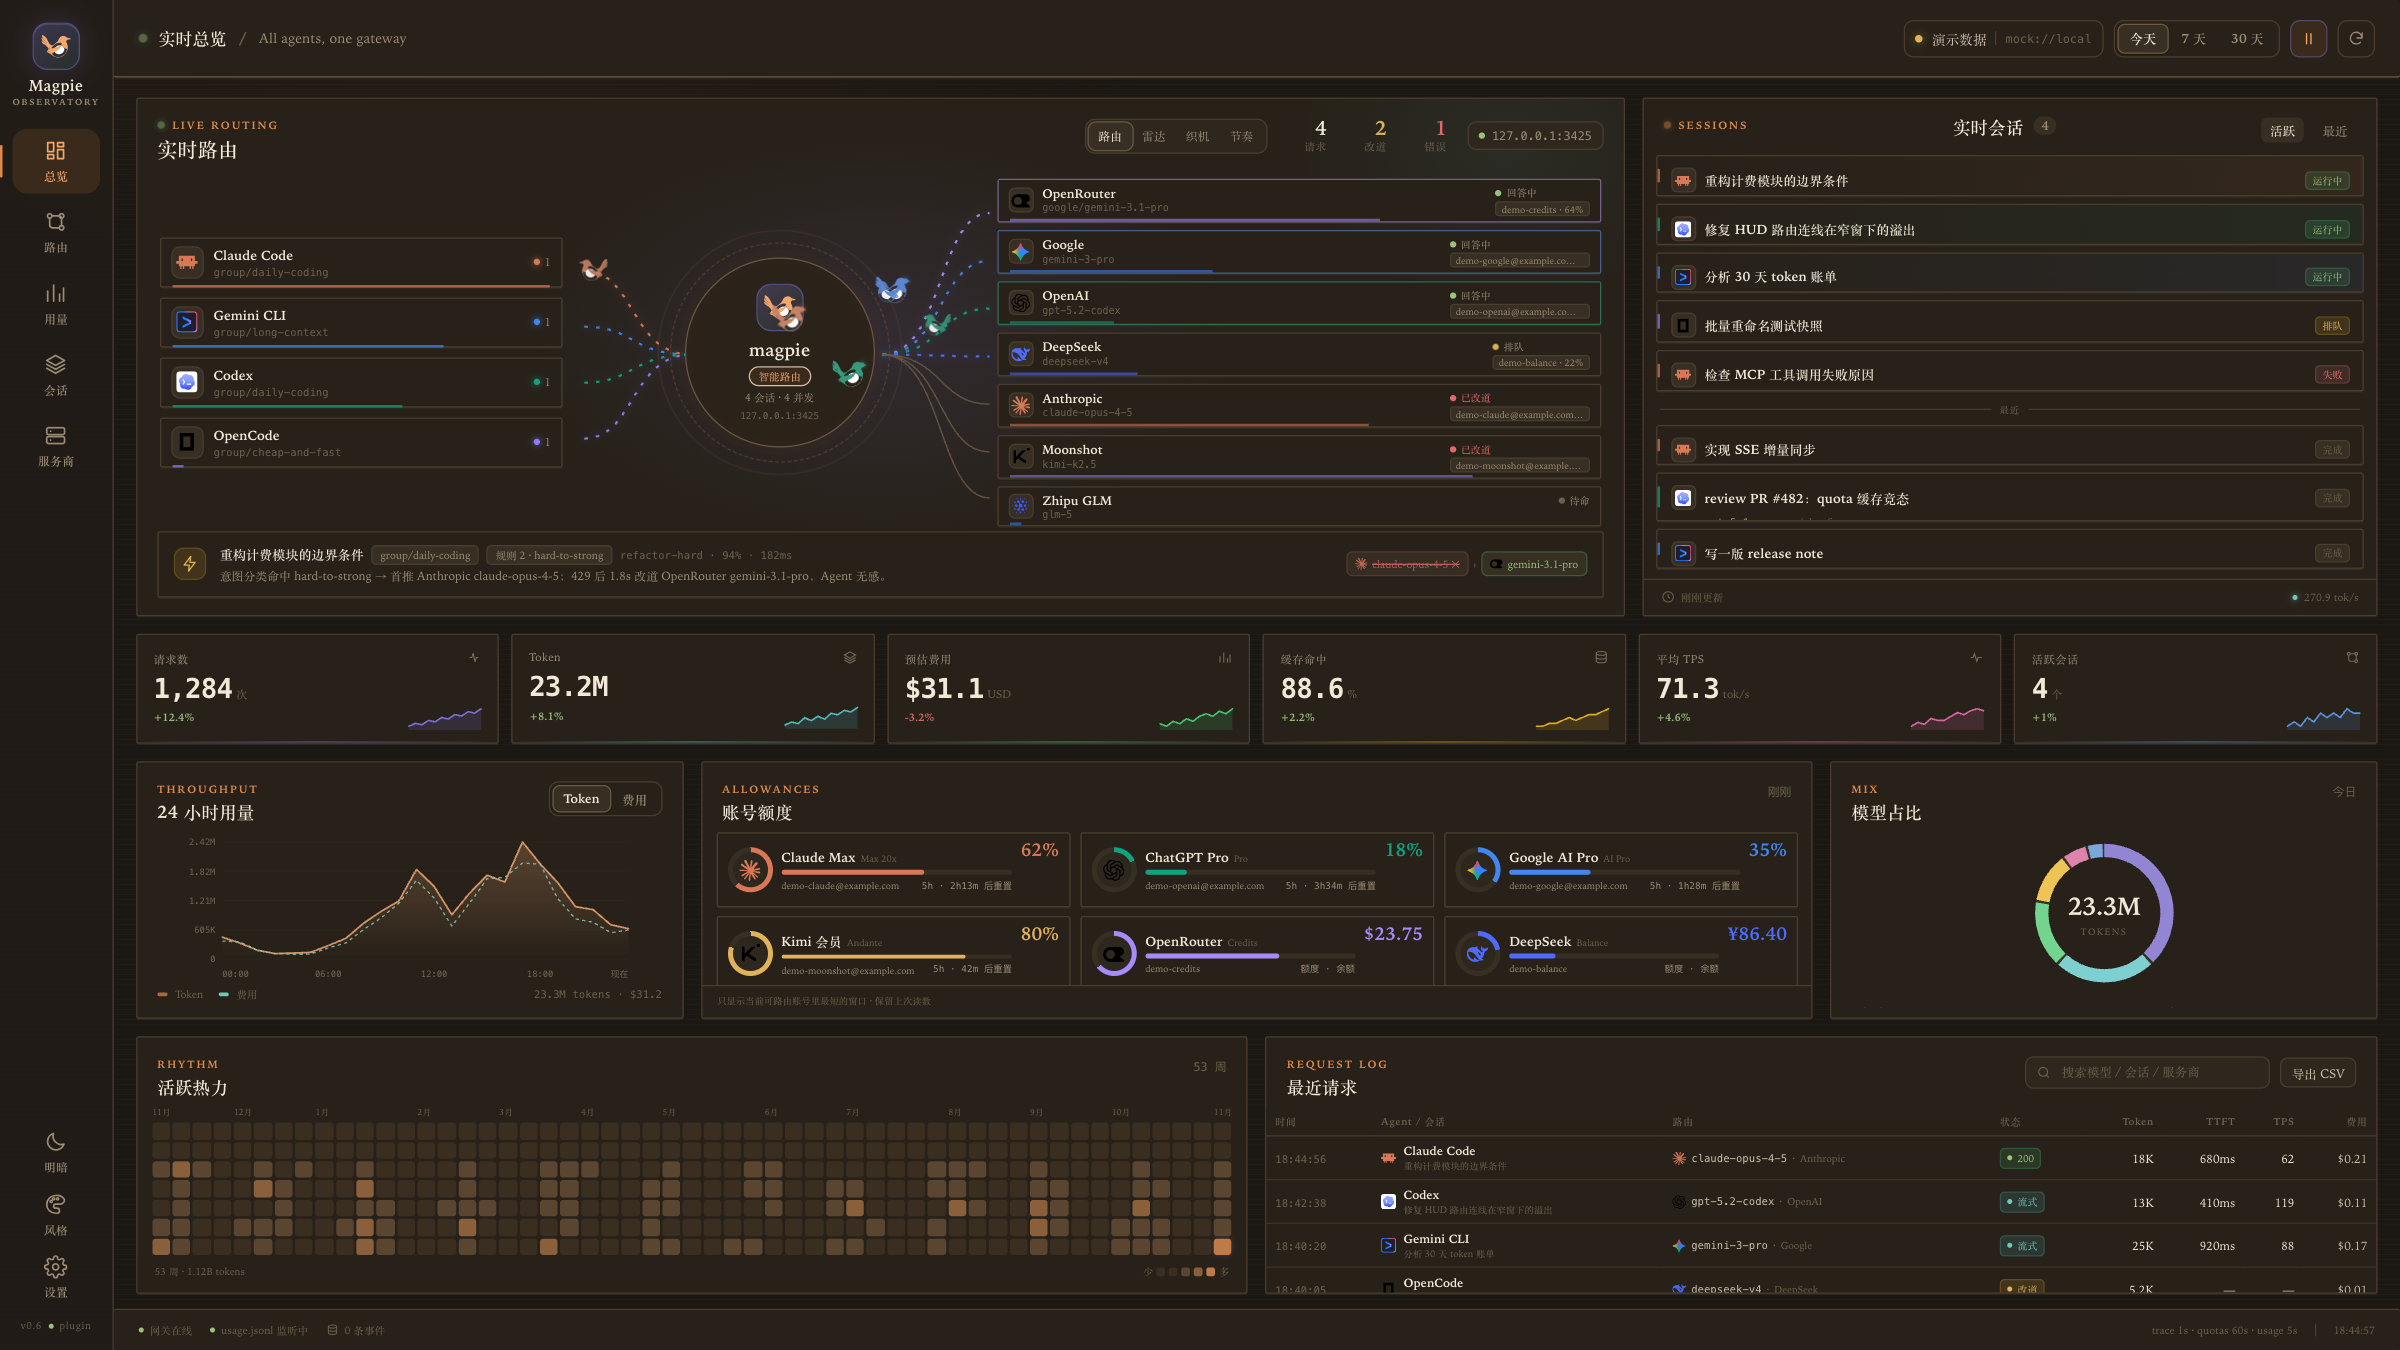 Magpie
OBSERVATORY
总览
路由
用量
会话
服务商
明暗
风格
设置
v0.6 ● plugin
实时总览 / All agents, one gateway
演示数据 | mock://local
今天 7 天 30 天
LIVE ROUTING
实时路由
路由 雷达 织机 节奏
4 请求
2 改道
1 错误
127.0.0.1:3425
Claude Code
group/daily-coding
1
Gemini CLI
group/long-context
1
Codex
group/daily-coding
1
OpenCode
group/cheap-and-fast
1
magpie
智能路由
4 会话 · 4 并发
127.0.0.1:3425
OpenRouter
google/gemini-3.1-pro
回答中
demo-credits · 64%
Google
gemini-3-pro
回答中
demo-google@example.co...
OpenAI
gpt-5.2-codex
回答中
demo-openai@example.co...
DeepSeek
deepseek-v4
排队
demo-balance · 22%
Anthropic
claude-opus-4-5
已改道
demo-claude@example.com...
Moonshot
kimi-k2.5
已改道
demo-moonshot@example....
Zhipu GLM
glm-5
待命
重构计费模块的边界条件 group/daily-coding 规则 2 · hard-to-strong refactor-hard · 94% · 182ms
意图分类命中 hard-to-strong → 首推 Anthropic claude-opus-4-5；429 后 1.8s 改道 OpenRouter gemini-3.1-pro，Agent 无感。
claude-opus-4-5 ✕ › gemini-3.1-pro
SESSIONS
实时会话 4
活跃 最近
重构计费模块的边界条件 运行中
修复 HUD 路由连线在窄窗下的溢出 运行中
分析 30 天 token 账单 运行中
批量重命名测试快照 排队
检查 MCP 工具调用失败原因 失败
最近
实现 SSE 增量同步 完成
review PR #482：quota 缓存竞态 完成
写一版 release note 完成
刚刚更新
270.9 tok/s
请求数
1,284 次
+12.4%
Token
23.2M
+8.1%
预估费用
$31.1 USD
-3.2%
缓存命中
88.6 %
+2.2%
平均 TPS
71.3 tok/s
+4.6%
活跃会话
4 个
+1%
THROUGHPUT
24 小时用量
Token 费用
2.42M
1.82M
1.21M
605K
0
00:00 06:00 12:00 18:00 现在
Token 费用
23.3M tokens · $31.2
ALLOWANCES
账号额度
刚刚
Claude Max Max 20x
62%
demo-claude@example.com 5h · 2h13m 后重置
ChatGPT Pro Pro
18%
demo-openai@example.com 5h · 3h34m 后重置
Google AI Pro AI Pro
35%
demo-google@example.com 5h · 1h28m 后重置
Kimi 会员 Andante
80%
demo-moonshot@example.com 5h · 42m 后重置
OpenRouter Credits
$23.75
demo-credits 额度 · 余额
DeepSeek Balance
¥86.40
demo-balance 额度 · 余额
只显示当前可路由账号里最短的窗口 · 保留上次读数
MIX
模型占比
今日
23.3M
TOKENS
RHYTHM
活跃热力
53 周
11月 12月 1月 2月 3月 4月 5月 6月 7月 8月 9月 10月 11月
53 周 · 1.12B tokens
少 多
REQUEST LOG
最近请求
搜索模型 / 会话 / 服务商
导出 CSV
时间 Agent / 会话 路由 状态 Token TTFT TPS 费用
18:44:56 Claude Code claude-opus-4-5 · Anthropic 200 18K 680ms 62 $0.21
重构计费模块的边界条件
18:42:38 Codex gpt-5.2-codex · OpenAI 流式 13K 410ms 119 $0.11
修复 HUD 路由连线在窄窗下的溢出
18:40:20 Gemini CLI gemini-3-pro · Google 流式 25K 920ms 88 $0.17
分析 30 天 token 账单
18:40:05 OpenCode deepseek-v4 · DeepSeek 改道 5.2K — — $0.01
网关在线 usage.jsonl 监听中 0 条事件
trace 1s · quotas 60s · usage 5s | 18:44:57